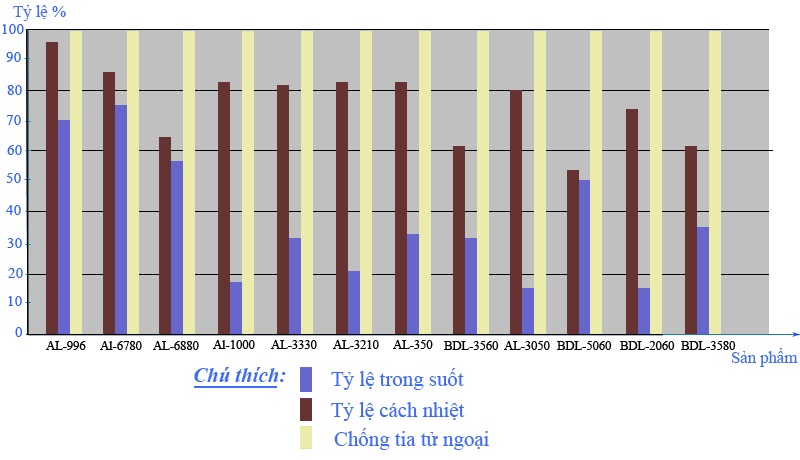 Tỷ lệ %
100
90
80
70
60
50
40
30
20
10
0
AL-996 AI-6780 AL-6880 AI-1000 AL-3330 AL-3210 AL-350 BDL-3560 AL-3050 BDL-5060 BDL-2060 BDL-3580
Sản phẩm
Chú thích:
Tỷ lệ trong suốt
Tỷ lệ cách nhiệt
Chống tia tử ngoại